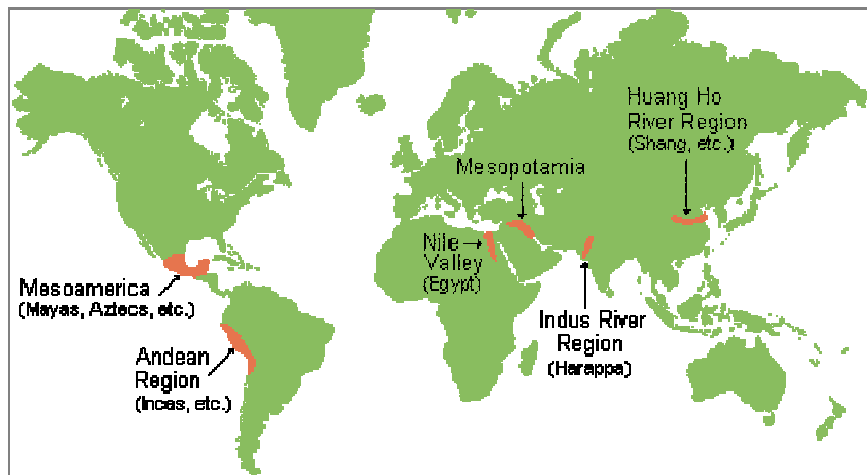 Huang Ho
River Region
(Shang, etc.)
Mesopotamia
Nile
Valley
(Egypt)
Indus River
Region
(Harappa)
Mesoamerica
(Mayas, Aztecs, etc.)
Andean
Region
(Incas, etc.)